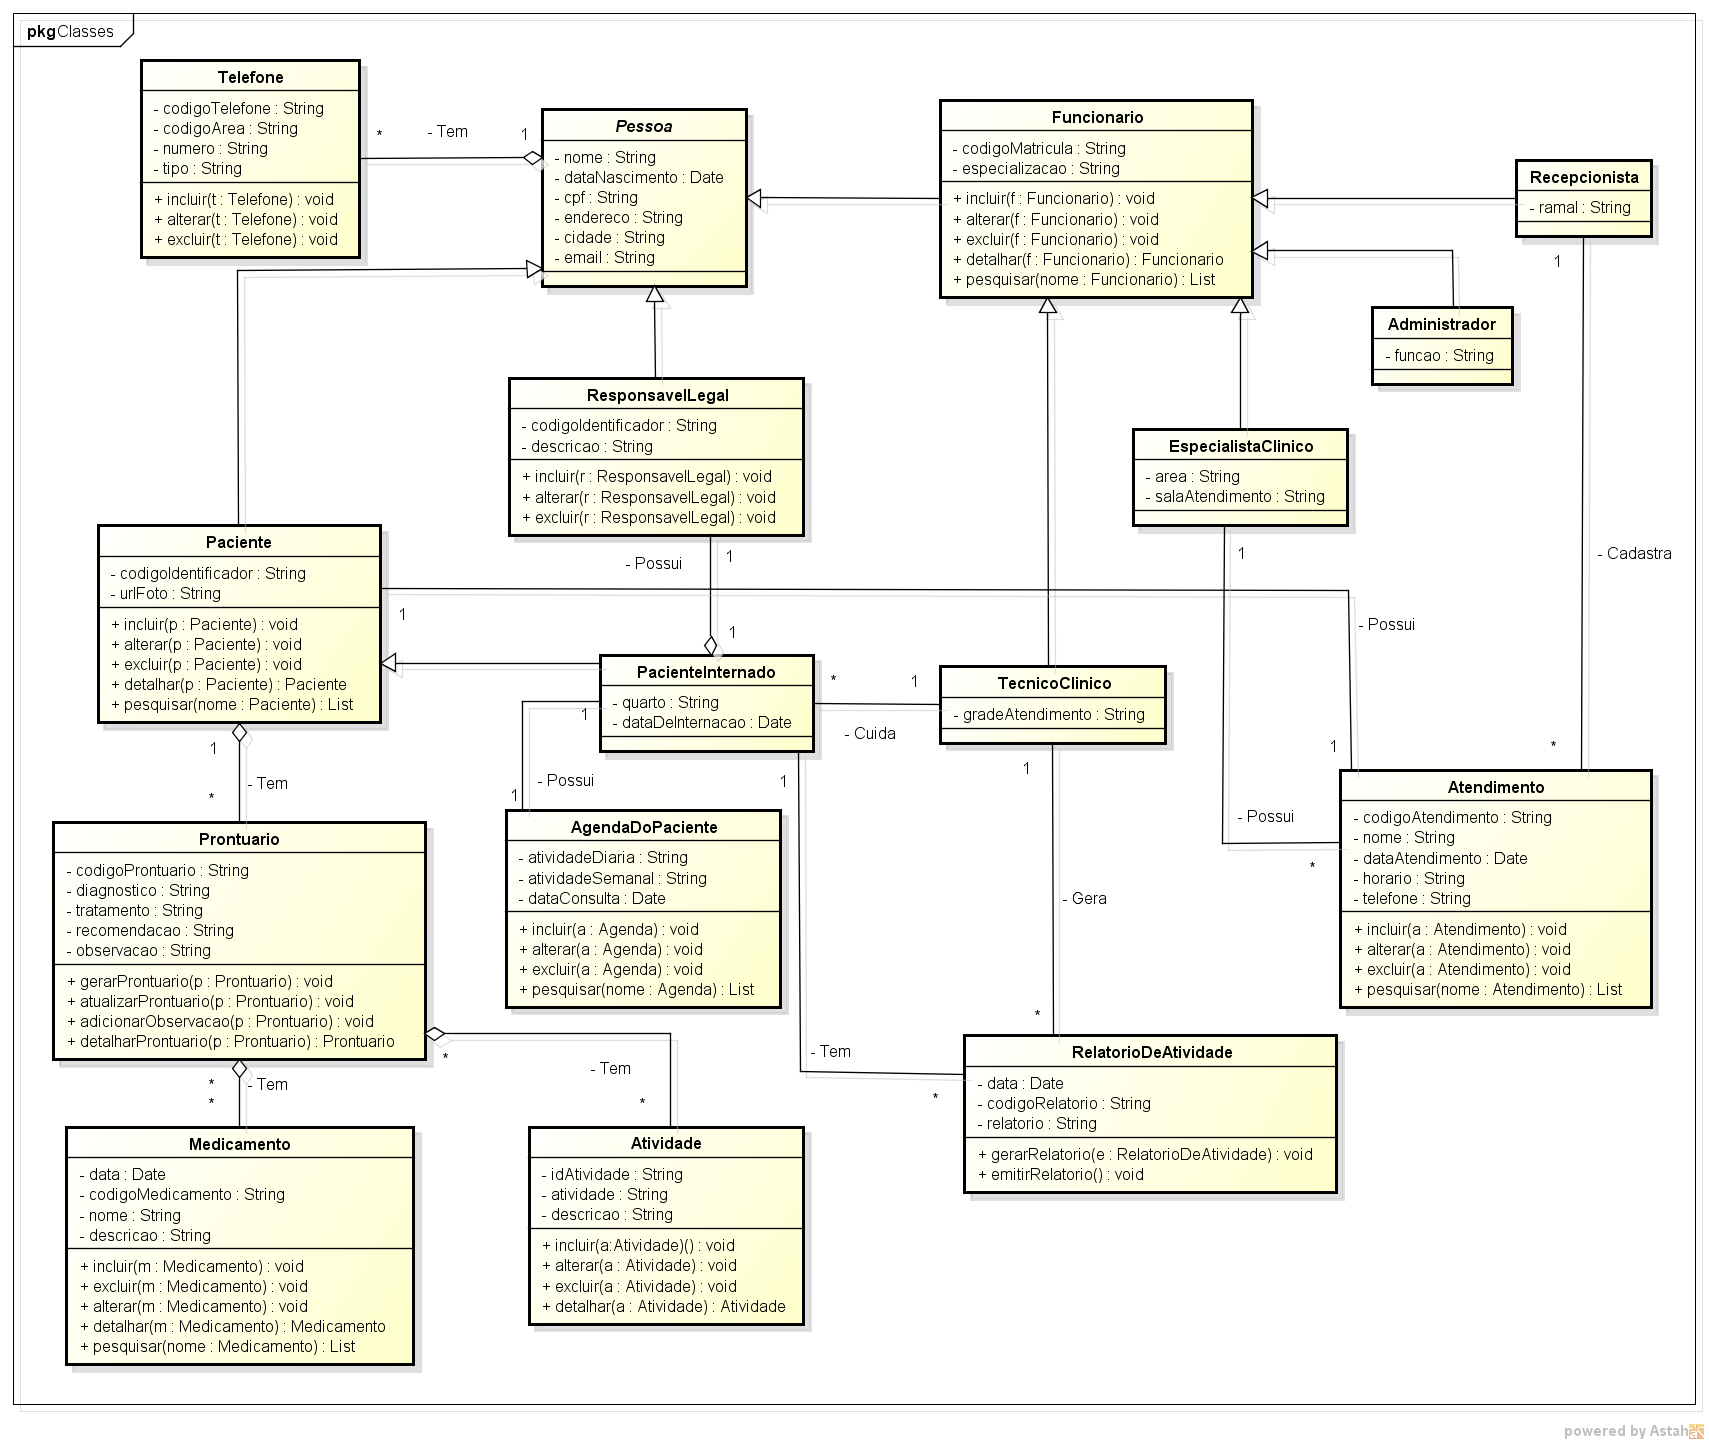 pkg Classes
Telefone
- codigoTelefone : String
- codigoArea : String
- numero : String
- tipo : String
+ incluir(t : Telefone) : void
+ alterar(t : Telefone) : void
+ excluir(t : Telefone) : void
*
- Tem
1
Pessoa
- nome : String
- dataNascimento : Date
- cpf : String
- endereco : String
- cidade : String
- email : String
Funcionario
- codigoMatricula : String
- especializacao : String
+ incluir(f : Funcionario) : void
+ alterar(f : Funcionario) : void
+ excluir(f : Funcionario) : void
+ detalhar(f : Funcionario) : Funcionario
+ pesquisar(nome : Funcionario) : List
Recepcionista
- ramal : String
1
Administrador
- funcao : String
ResponsavelLegal
- codigoIdentificador : String
- descricao : String
+ incluir(r : ResponsavelLegal) : void
+ alterar(r : ResponsavelLegal) : void
+ excluir(r : ResponsavelLegal) : void
EspecialistaClinico
- area : String
- salaAtendimento : String
1
- Cadastra
- Possui
1
1
Paciente
- codigoIdentificador : String
- urlFoto : String
+ incluir(p : Paciente) : void
+ alterar(p : Paciente) : void
+ excluir(p : Paciente) : void
+ detalhar(p : Paciente) : Paciente
+ pesquisar(nome : Paciente) : List
1
- Possui
1
PacienteInternado
- quarto : String
- dataDeInternacao : Date
*
1
- Cuida
TecnicoClinico
- gradeAtendimento : String
1
1
- Possui
1
1
1
- Tem
*
*
Prontuario
- codigoProntuario : String
- diagnostico : String
- tratamento : String
- recomendacao : String
- observacao : String
+ gerarProntuario(p : Prontuario) : void
+ atualizarProntuario(p : Prontuario) : void
+ adicionarObservacao(p : Prontuario) : void
+ detalharProntuario(p : Prontuario) : Prontuario
AgendaDoPaciente
- atividadeDiaria : String
- atividadeSemanal : String
- dataConsulta : Date
+ incluir(a : Agenda) : void
+ alterar(a : Agenda) : void
+ excluir(a : Agenda) : void
+ pesquisar(nome : Agenda) : List
- Possui
*
Atendimento
- codigoAtendimento : String
- nome : String
- dataAtendimento : Date
- horario : String
- telefone : String
+ incluir(a : Atendimento) : void
+ alterar(a : Atendimento) : void
+ excluir(a : Atendimento) : void
+ pesquisar(nome : Atendimento) : List
- Gera
*
- Tem
*
RelatorioDeAtividade
- data : Date
- codigoRelatorio : String
- relatorio : String
+ gerarRelatorio(e : RelatorioDeAtividade) : void
+ emitirRelatorio() : void
*
- Tem
*
*
- Tem
*
Medicamento
- data : Date
- codigoMedicamento : String
- nome : String
- descricao : String
+ incluir(m : Medicamento) : void
+ excluir(m : Medicamento) : void
+ alterar(m : Medicamento) : void
+ detalhar(m : Medicamento) : Medicamento
+ pesquisar(nome : Medicamento) : List
Atividade
- idAtividade : String
- atividade : String
- descricao : String
+ incluir(a:Atividade)() : void
+ alterar(a : Atividade) : void
+ excluir(a : Atividade) : void
+ detalhar(a : Atividade) : Atividade
powered by Astah